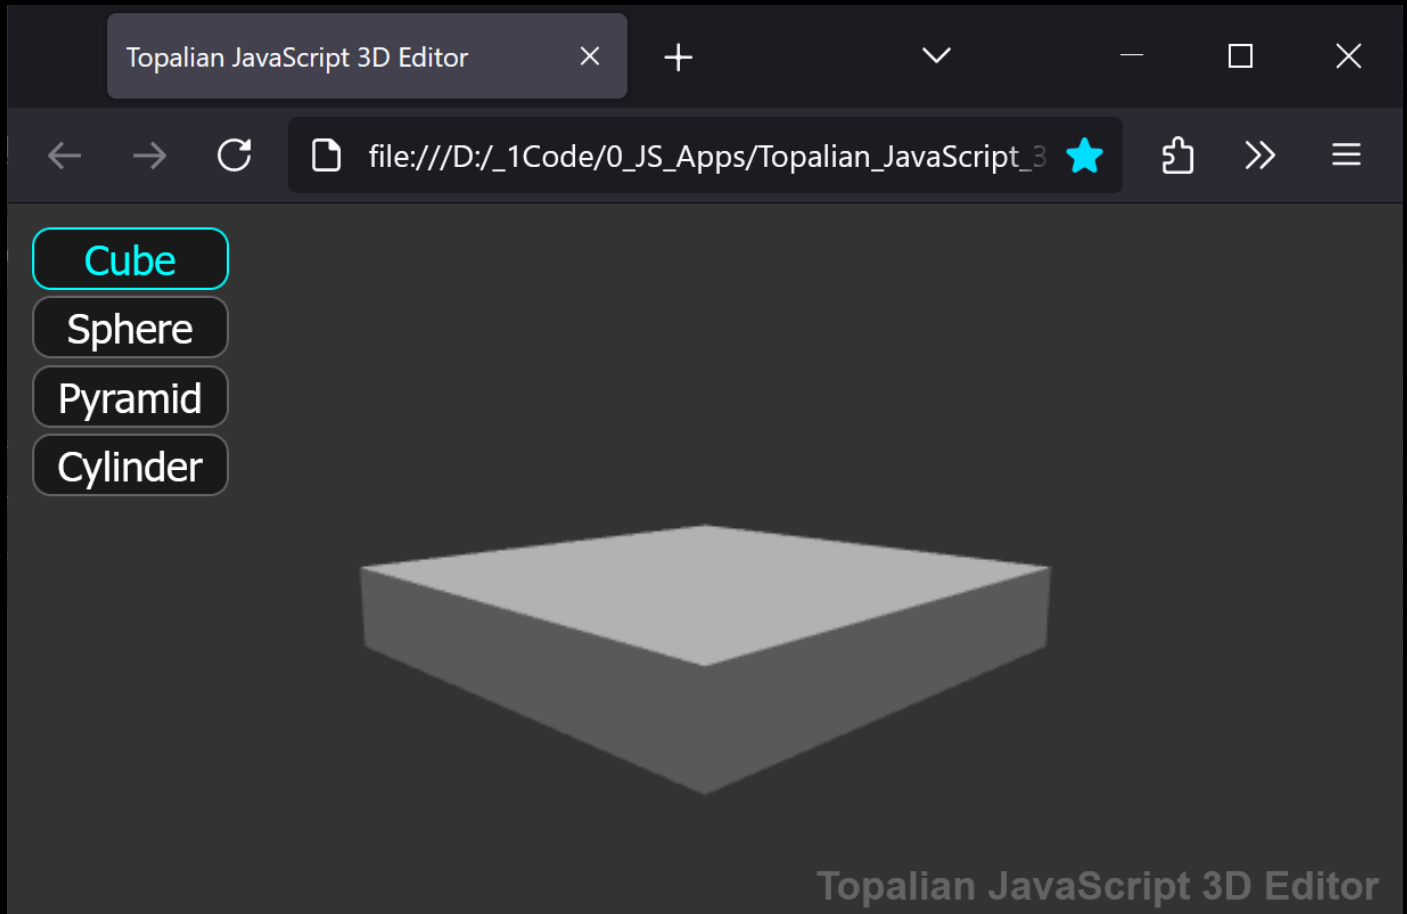 Topalian JavaScript 3D Editor
file:///D:/_1Code/0_JS_Apps/Topalian_JavaScript_3
Cube
Sphere
Pyramid
Cylinder
Topalian JavaScript 3D Editor